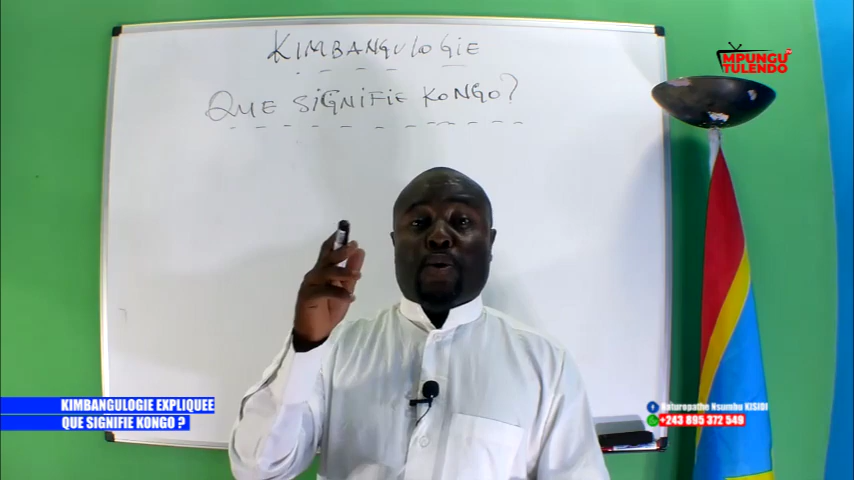 KIMBANGULOGIE
QUE SIGNIFIE KONGO?
MPUNGU
TULENDO
KIMBANGULOGIE EXPLIQUEE
QUE SIGNIFIE KONGO ?
Naturopathe Nsumbu KISIDI
+243 895 372 549